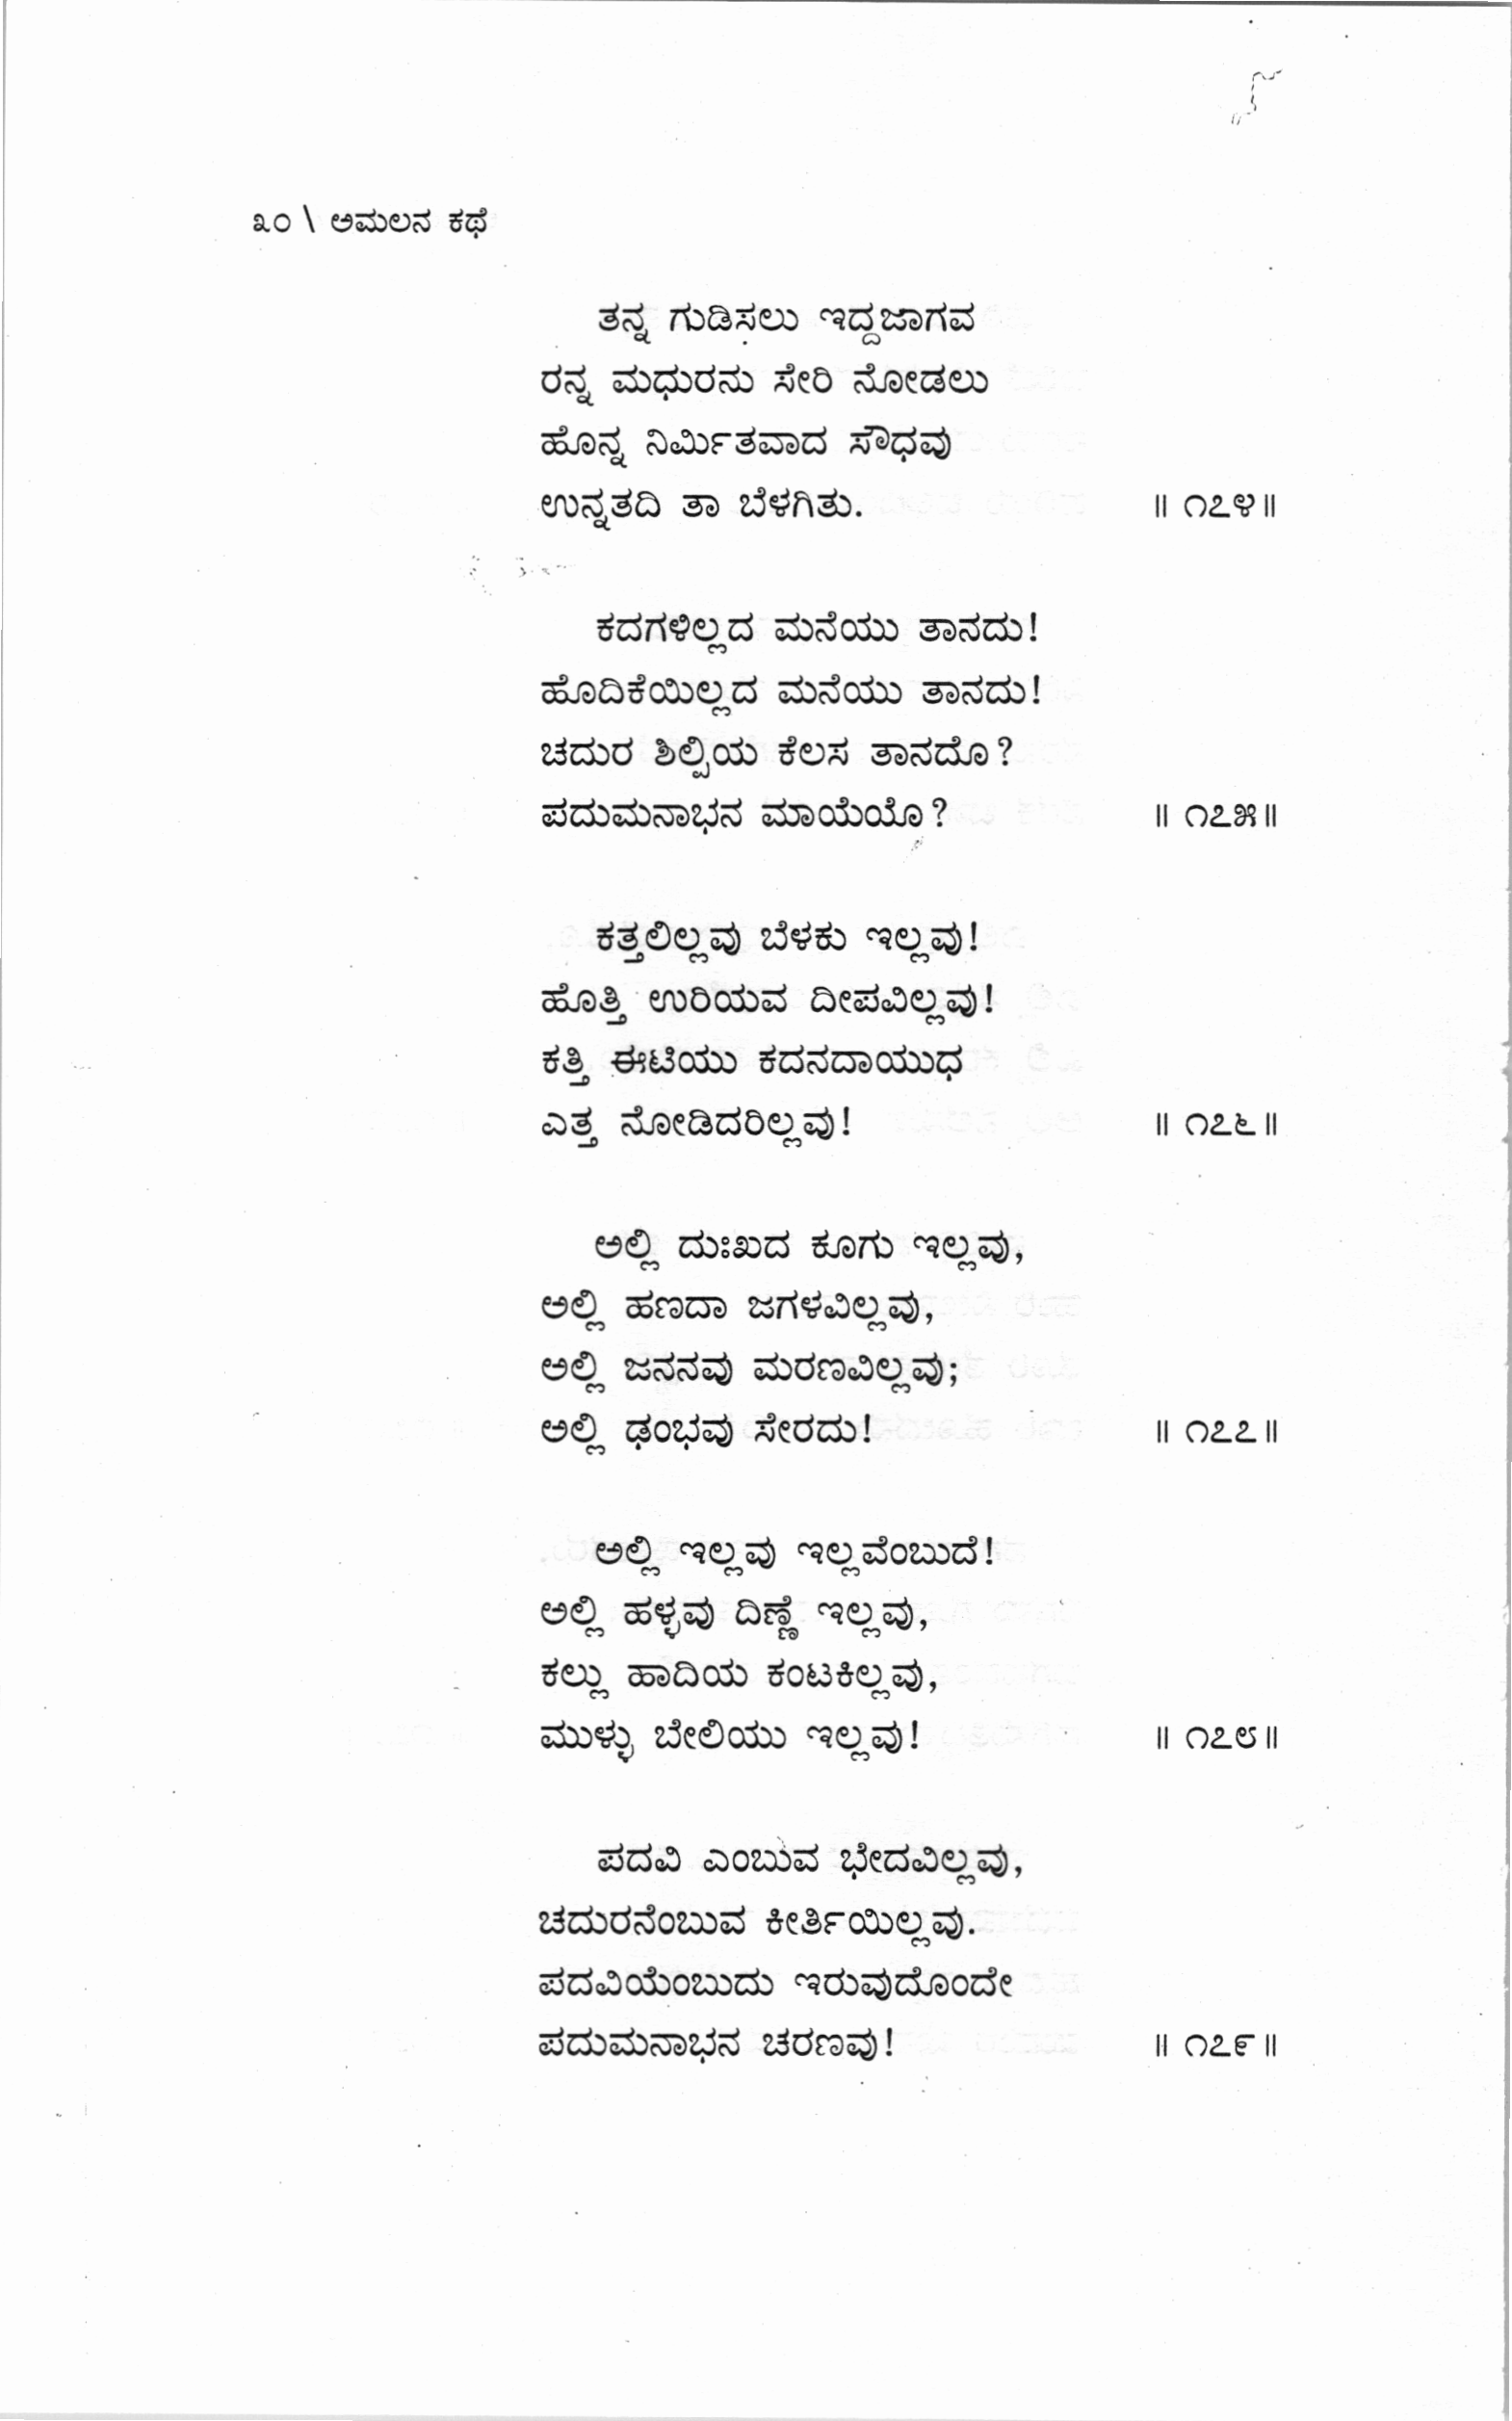 ೩೦ \ ಅಮಲನ ಕಥೆ
ತನ್ನ ಗುಡಿಸಲು ಇದ್ದಜಾಗವ
ರನ್ನ ಮಧುರನು ಸೇರಿ ನೋಡಲು
ಹೊನ್ನ ನಿರ್ಮಿತವಾದ ಸೌಧವು
ಉನ್ನತದಿ ತಾ ಬೆಳಗಿತು. ॥ ೧೭೪॥
ಕದಗಳಿಲ್ಲದ ಮನೆಯು ತಾನದು!
ಹೊದಿಕೆಯಿಲ್ಲದ ಮನೆಯು ತಾನದು!
ಚದುರ ಶಿಲ್ಪಿಯ ಕೆಲಸ ತಾನದೊ?
ಪದುಮನಾಭನ ಮಾಯೆಯೊ? ॥ ೧೭೫॥
ಕತ್ತಲಿಲ್ಲವು ಬೆಳಕು ಇಲ್ಲವು!
ಹೊತ್ತಿ ಉರಿಯವ ದೀಪವಿಲ್ಲವು!
ಕತ್ತಿ ಈಟಿಯು ಕದನದಾಯುಧ
ಎತ್ತ ನೋಡಿದರಿಲ್ಲವು! ॥ ೧೭೬॥
ಅಲ್ಲಿ ದುಃಖದ ಕೂಗು ಇಲ್ಲವು,
ಅಲ್ಲಿ ಹಣದಾ ಜಗಳವಿಲ್ಲವು,
ಅಲ್ಲಿ ಜನನವು ಮರಣವಿಲ್ಲವು;
ಅಲ್ಲಿ ಢಂಭವು ಸೇರದು! ॥ ೧೭೭॥
ಅಲ್ಲಿ ಇಲ್ಲವು ಇಲ್ಲವೆಂಬುದೆ!
ಅಲ್ಲಿ ಹಳ್ಳವು ದಿಣ್ಣೆ ಇಲ್ಲವು,
ಕಲ್ಲು ಹಾದಿಯ ಕಂಟಕಿಲ್ಲವು,
ಮುಳ್ಳು ಬೇಲಿಯು ಇಲ್ಲವು! ॥ ೧೭೮॥
ಪದವಿ ಎಂಬುವ ಭೇದವಿಲ್ಲವು,
ಚದುರನೆಂಬುವ ಕೀರ್ತಿಯಿಲ್ಲವು.
ಪದವಿಯೆಂಬುದು ಇರುವುದೊಂದೇ
ಪದುಮನಾಭನ ಚರಣವು! ॥ ೧೭೯॥